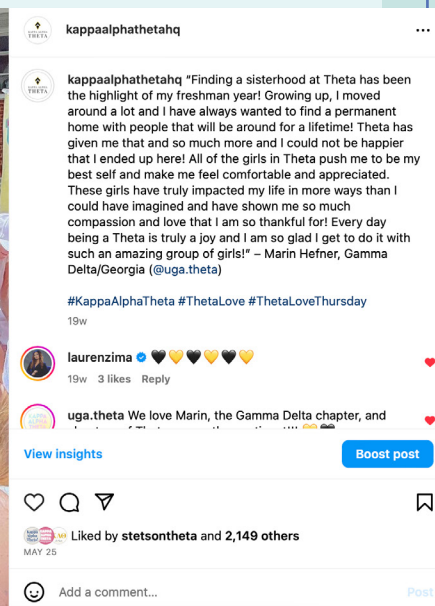 kappaalphathetahq
kappaalphathetahq “Finding a sisterhood at Theta has been
the highlight of my freshman year! Growing up, I moved
around a lot and I have always wanted to find a permanent
home with people that will be around for a lifetime! Theta has
given me that and so much more and I could not be happier
that I ended up here! All of the girls in Theta push me to be my
best self and make me feel comfortable and appreciated.
These girls have truly impacted my life in more ways than I
could have imagined and have shown me so much
compassion and love that I am so thankful for! Every day
being a Theta is truly a joy and I am so glad I get to do it with
such an amazing group of girls!” – Marin Hefner, Gamma
Delta/Georgia (@uga.theta)
#KappaAlphaTheta #ThetaLove #ThetaLoveThursday
19w
laurenzima 🖤💛🖤💛🖤💛
19w 3 likes Reply
uga.theta We love Marin, the Gamma Delta chapter, and
View insights
Boost post
Liked by stetsontheta and 2,149 others
MAY 25
Add a comment...
Post